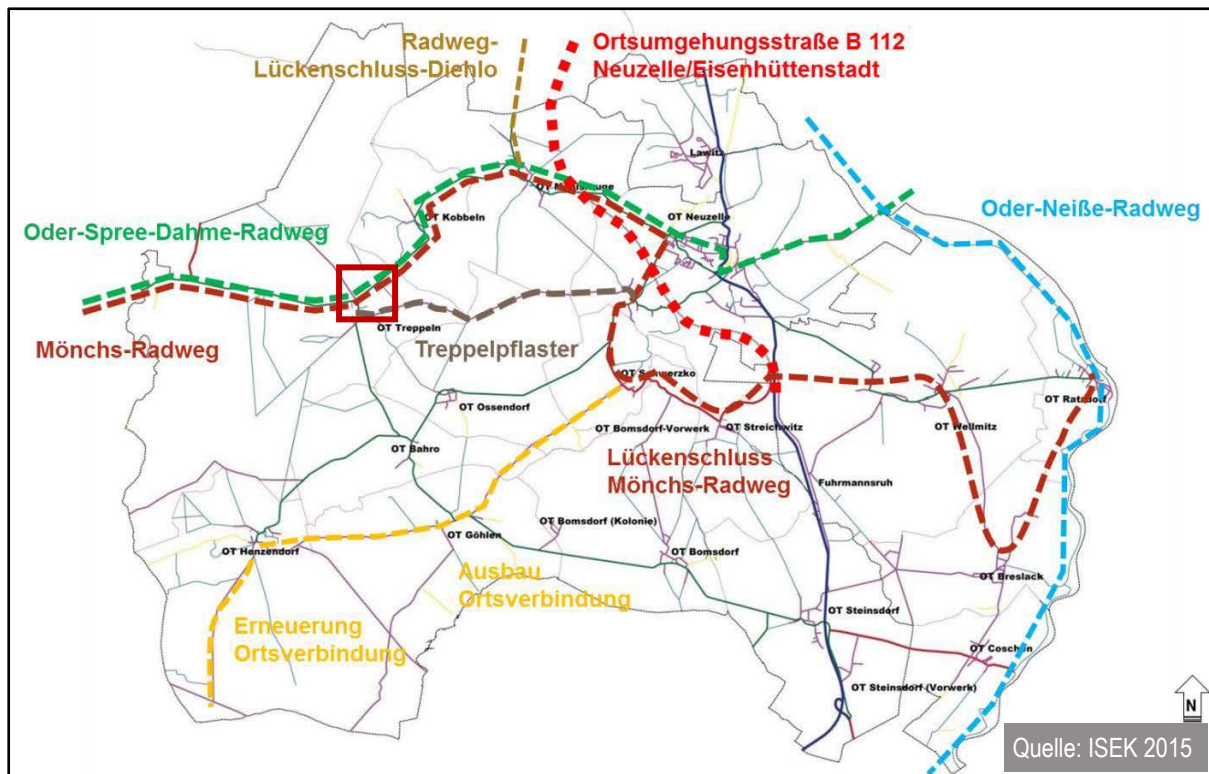 Radweg-
Lückenschluss-Diehlo
Ortsumgehungsstraße B 112
Neuzelle/Eisenhüttenstadt
Lawitz
OT Kobbeln
OT Neuzelle
Oder-Neiße-Radweg
Oder-Spree-Dahme-Radweg
Mönchs-Radweg
OT Treppeln
Treppelpflaster
OT Schwerzko
OT Ossendorf
OT Ratzdorf
OT Wellmitz
OT Bomsdorf-Vorwerk
OT Streichwitz
OT Bahro
Lückenschluss
Mönchs-Radweg
Fuhrmannsruh
OT Göhlen
OT Bomsdorf (Kolonie)
OT Henzendorf
OT Bomsdorf
OT Breslack
Ausbau
Ortsverbindung
Erneuerung
Ortsverbindung
OT Steinsdorf
OT Coschen
OT Steinsdorf (Vorwerk)
N
Quelle: ISEK 2015